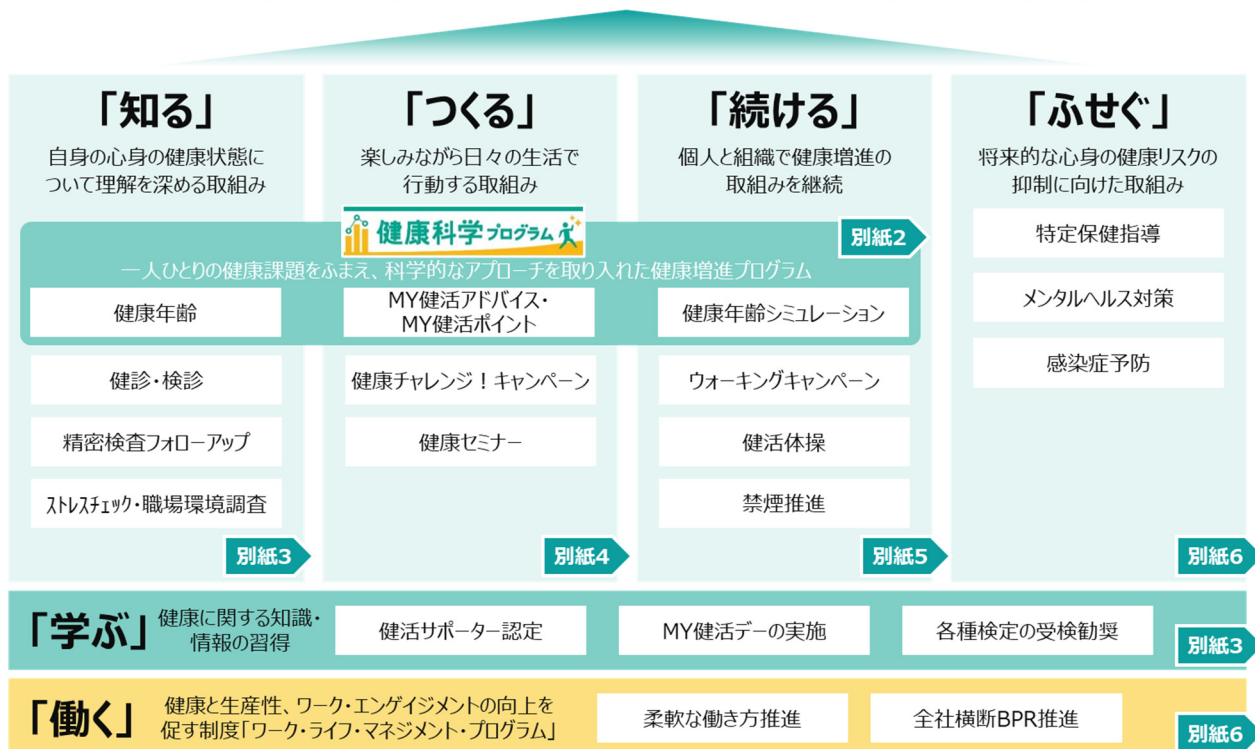 「知る」
自身の心身の健康状態に
ついて理解を深める取組み
「つくる」
楽しみながら日々の生活で
行動する取組み
「続ける」
個人と組織で健康増進の
取組みを継続
「ふせぐ」
将来的な心身の健康リスクの
抑制に向けた取組み
健康科学プログラム
別紙2
一人ひとりの健康課題をふまえ、科学的なアプローチを取り入れた健康増進プログラム
健康年齢
MY健活アドバイス・
MY健活ポイント
健康年齢シミュレーション
健診・検診
精密検査フォローアップ
ストレスチェック・職場環境調査
別紙3
健康チャレンジ！キャンペーン
健康セミナー
別紙4
ウォーキングキャンペーン
健活体操
禁煙推進
別紙5
特定保健指導
メンタルヘルス対策
感染症予防
別紙6
「学ぶ」
健康に関する知識・
情報の習得
健活サポーター認定
MY健活デーの実施
各種検定の受検勧奨
別紙3
「働く」
健康と生産性、ワーク・エンゲイジメントの向上を
促す制度「ワーク・ライフ・マネジメント・プログラム」
柔軟な働き方推進
全社横断BPR推進
別紙6